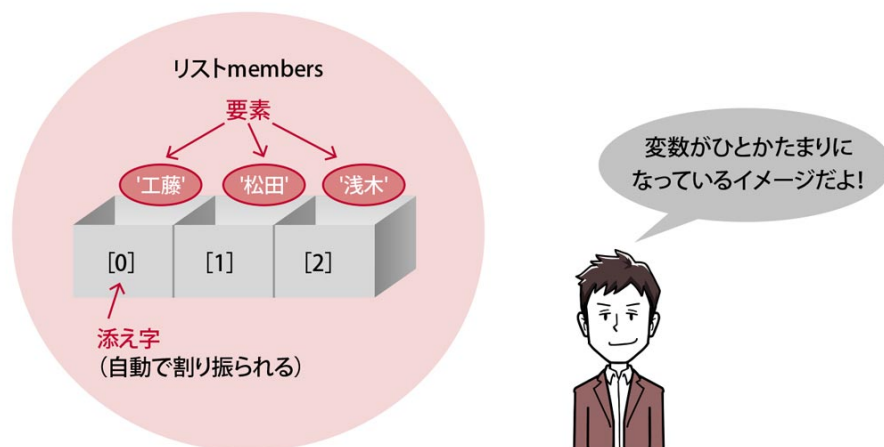 リストmembers
要素
'工藤'
'松田'
'浅木'
[0]
[1]
[2]
添え字
（自動で割り振られる）
変数がひとかたまりに
なっているイメージだよ！